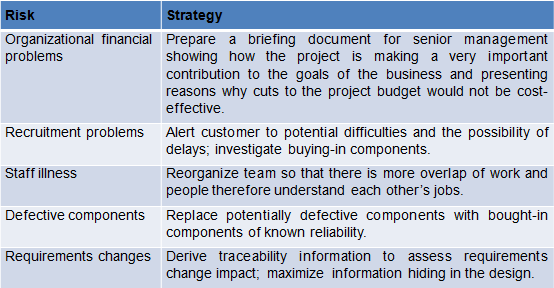 Risk Strategy
Organizational financial problems Prepare a briefing document for senior management
showing how the project is making a very important
contribution to the goals of the business and presenting
reasons why cuts to the project budget would not be cost-
effective.
Recruitment problems Alert customer to potential difficulties and the possibility of
delays; investigate buying-in components.
Staff illness Reorganize team so that there is more overlap of work and
people therefore understand each other's jobs.
Defective components Replace potentially defective components with bought-in
components of known reliability.
Requirements changes Derive traceability information to assess requirements
change impact; maximize information hiding in the design.